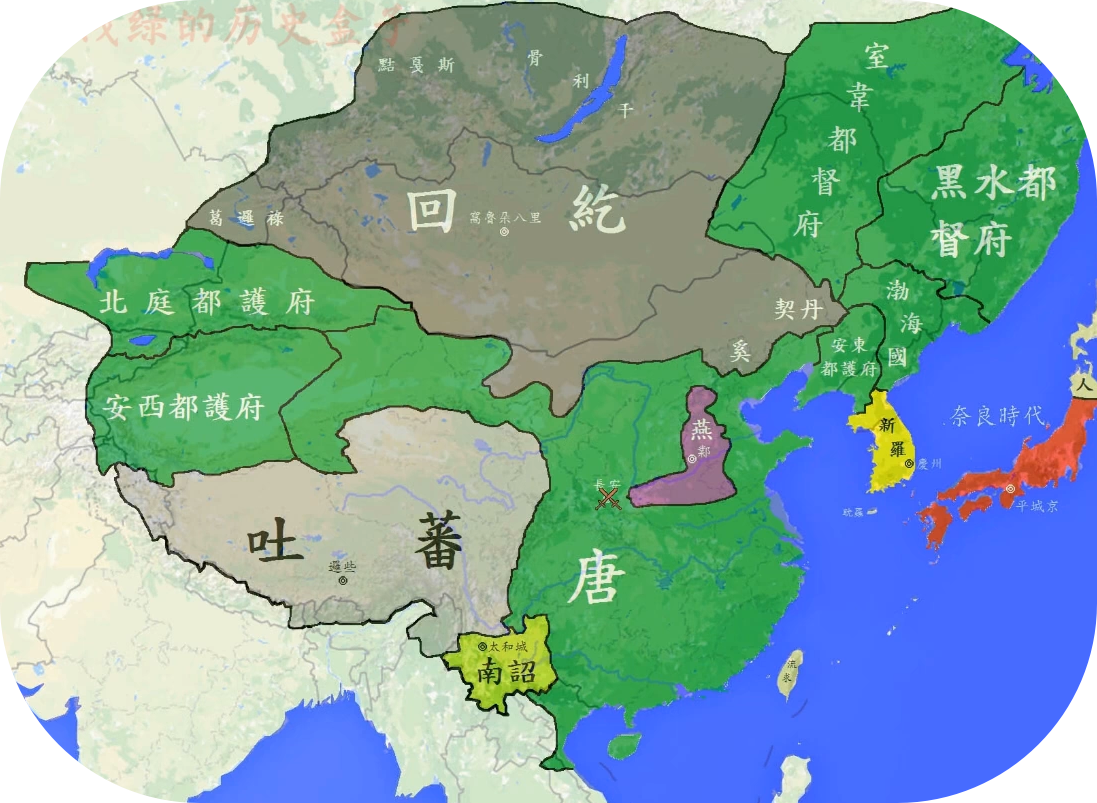 浅绿的历史盒子
黠戛斯
骨
利
干
室韋都督府
黑水都
督府
回紇
窩魯朵八里
葛邏祿
北庭都護府
契丹
奚
渤海國
安東
都護府
安西都護府
燕
鄴
新羅
慶州
奈良時代
人
平城京
耽羅
長安
吐蕃
邏些
唐
太和城
南詔
流求